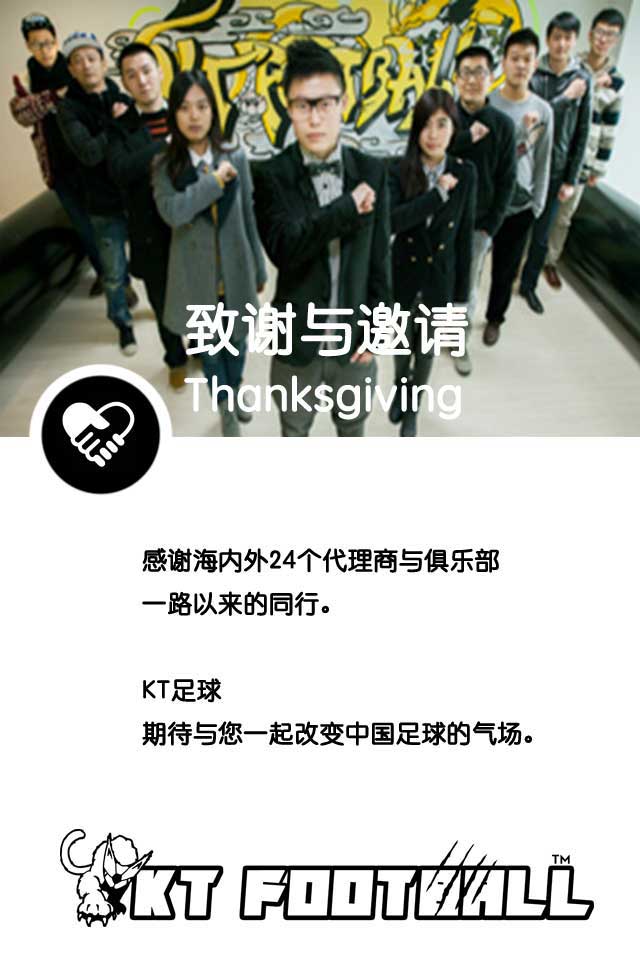 KT FOOTBALL
致谢与邀请
Thanksgiving
感谢海内外24个代理商与俱乐部
一路以来的同行。
KT足球
期待与您一起改变中国足球的气场。
KT FOOTBALL™